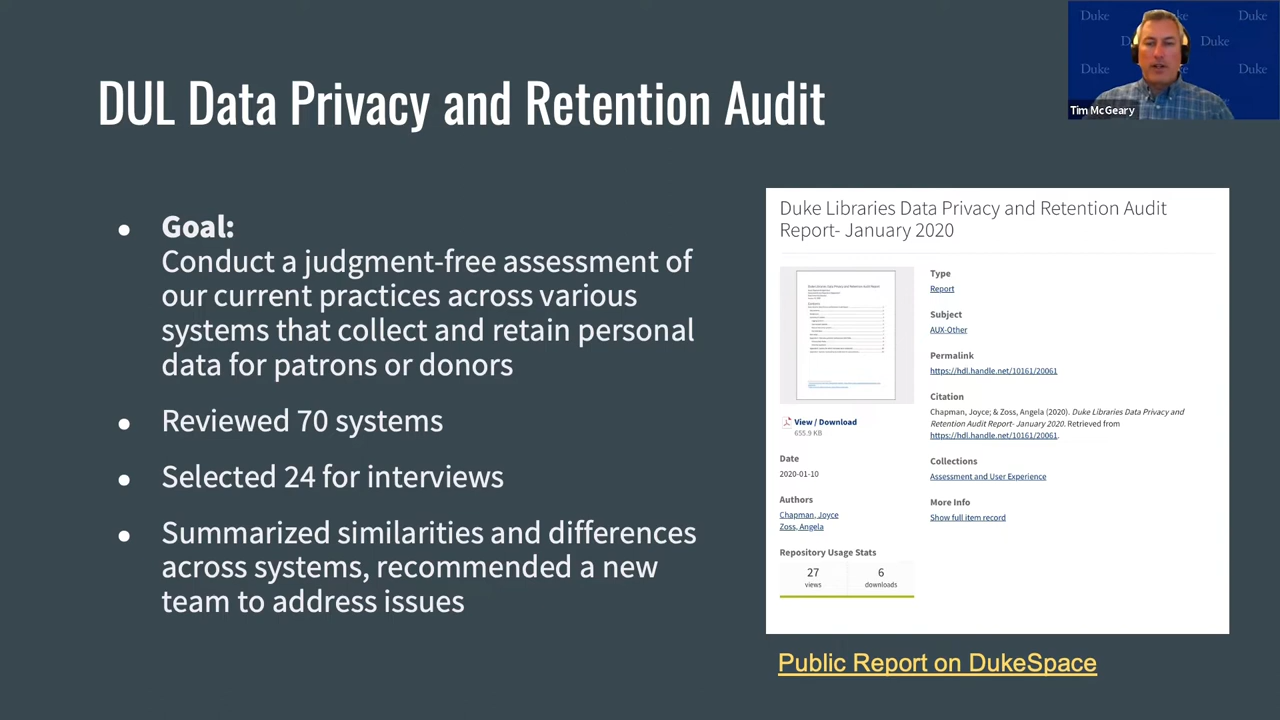 DUL Data Privacy and Retention Audit
Duke
Duke
Duke
Duke
Duke
Tim McGeary
● Goal:
Conduct a judgment-free assessment of
our current practices across various
systems that collect and retain personal
data for patrons or donors
● Reviewed 70 systems
● Selected 24 for interviews
● Summarized similarities and differences
across systems, recommended a new
team to address issues
Duke Libraries Data Privacy and Retention Audit
Report- January 2020
View / Download
655.9 KB
Date
2020-01-10
Authors
Chapman, Joyce
Zoss, Angela
Repository Usage Stats
27
views
6
downloads
Type
Report
Subject
AUX-Other
Permalink
https://hdl.handle.net/10161/20061
Citation
Chapman, Joyce; & Zoss, Angela (2020). Duke Libraries Data Privacy and
Retention Audit Report- January 2020. Retrieved from
https://hdl.handle.net/10161/20061.
Collections
Assessment and User Experience
More Info
Show full item record
Public Report on DukeSpace